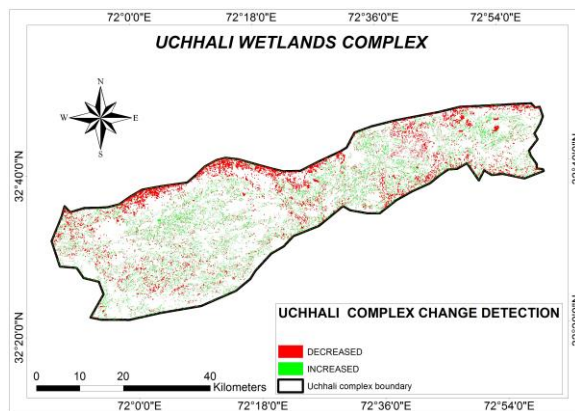 72°0'0"E 72°18'0"E 72°36'0"E 72°54'0"E
UCHHALI WETLANDS COMPLEX
N
W E
S
32°40'0"N
32°20'0"N
UCHHALI COMPLEX CHANGE DETECTION
DECREASED
INCREASED
Uchhali complex boundary
0 10 20 40
Kilometers
72°0'0"E 72°18'0"E 72°36'0"E 72°54'0"E